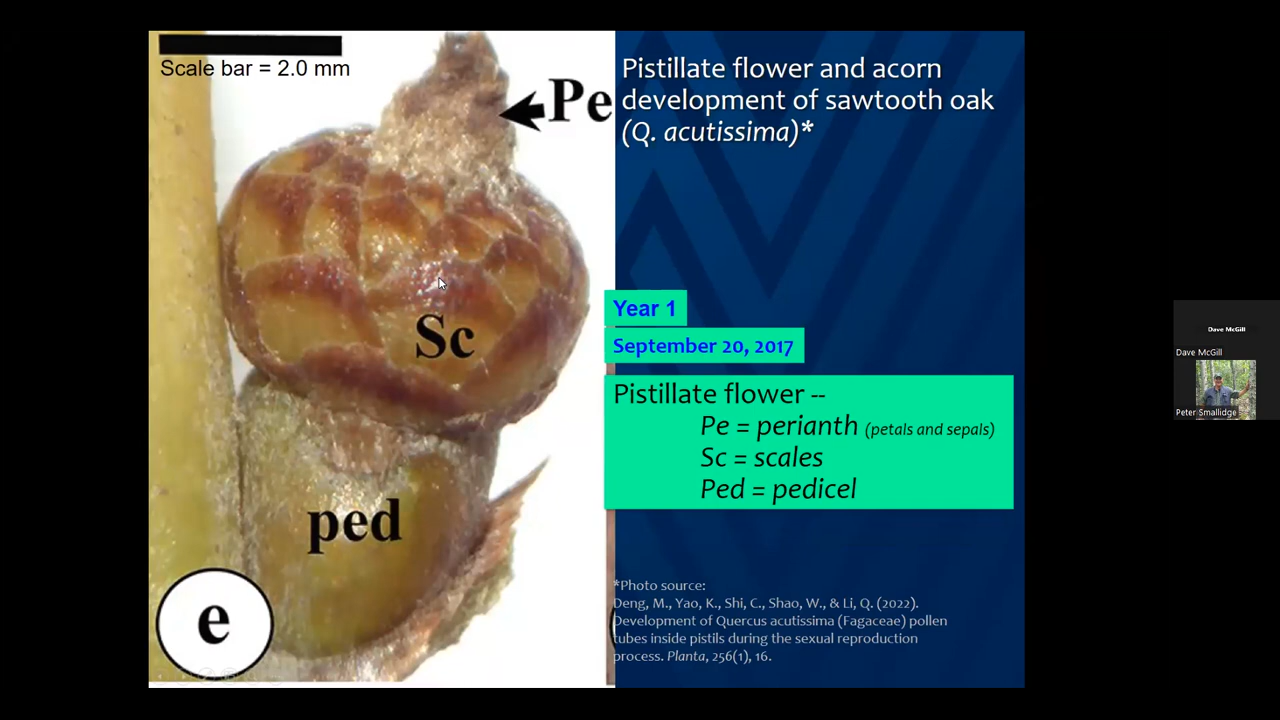 Scale bar = 2.0 mm
Pe
Sc
ped
e
Pistillate flower and acorn
development of sawtooth oak
(Q. acutissima)*
Year 1
September 20, 2017
Pistillate flower --
Pe = perianth (petals and sepals)
Sc = scales
Ped = pedicel
*Photo source:
Deng, M., Yao, K., Shi, C., Shao, W., & Li, Q. (2022).
Development of Quercus acutissima (Fagaceae) pollen
tubes inside pistils during the sexual reproduction
process. Planta, 256(1), 16.
Dave McGill
Dave McGill
Peter Smallidge